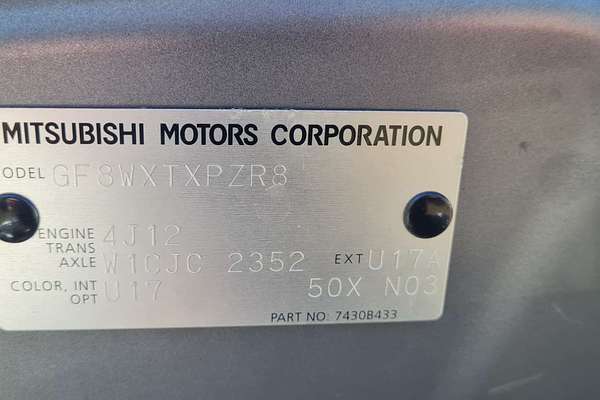 MITSUBISHI MOTORS CORPORATION
MODEL GF8WXTXPZR8
ENGINE 4J12
TRANS AXLE W1CJC 2352 EXT U17A
COLOR, INT OPT U17 50X N03
PART NO: 7430B433